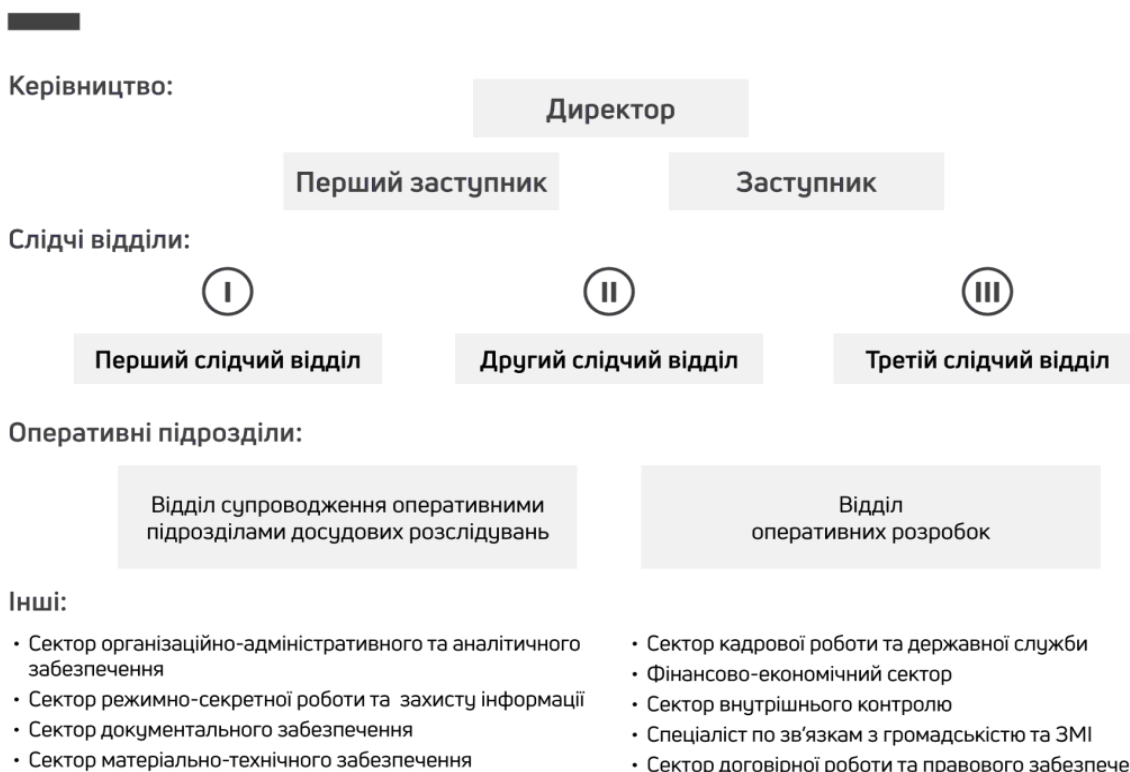 Керівництво:
Директор
Перший заступник
Заступник
Слідчі відділи:
I
II
III
Перший слідчий відділ
Другий слідчий відділ
Третій слідчий відділ
Оперативні підрозділи:
Відділ супроводження оперативними
підрозділами досудових розслідувань
Відділ
оперативних розробок
Інші:
• Сектор організаційно-адміністративного та аналітичного
забезпечення
• Сектор режимно-секретної роботи та захисту інформації
• Сектор документального забезпечення
• Сектор матеріально-технічного забезпечення
• Сектор кадрової роботи та державної служби
• Фінансово-економічний сектор
• Сектор внутрішнього контролю
• Спеціаліст по зв'язкам з громадськістю та ЗМІ
• Сектор договірної роботи та правового забезпече